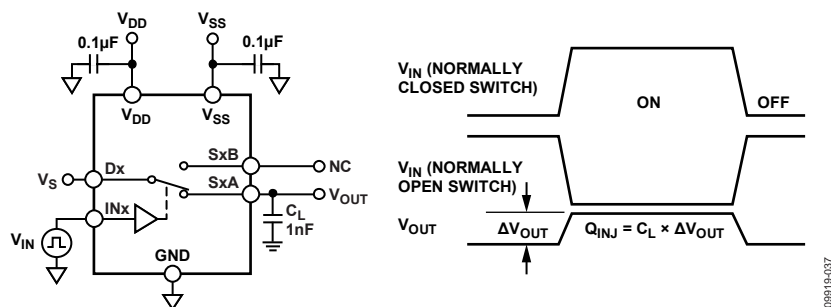 VDD
VSS
0.1µF
0.1µF
VDD
VSS
SxB
NC
VS
Dx
SxA
VOUT
INx
CL
1nF
VIN
GND
VIN (NORMALLY
CLOSED SWITCH)
ON
OFF
VIN (NORMALLY
OPEN SWITCH)
VOUT
ΔVOUT
QINJ = CL × ΔVOUT
09919-037